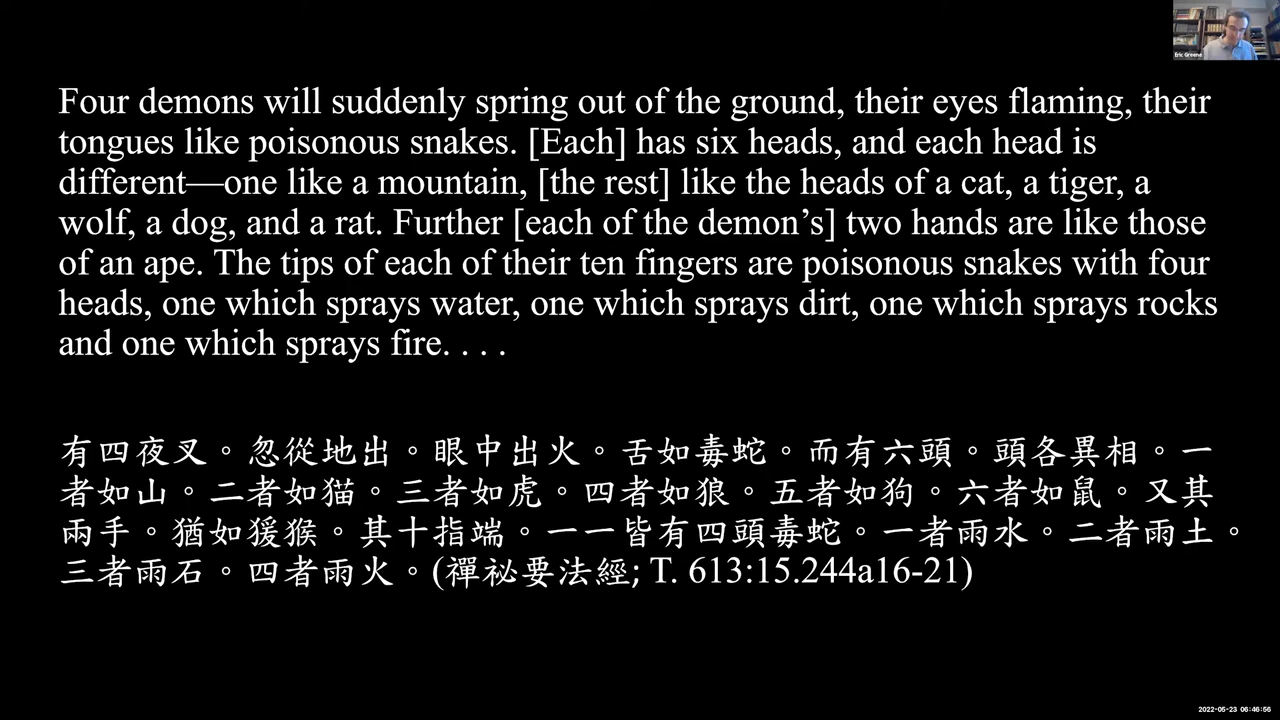 Eric Greene
Four demons will suddenly spring out of the ground, their eyes flaming, their
tongues like poisonous snakes. [Each] has six heads, and each head is
different—one like a mountain, [the rest] like the heads of a cat, a tiger, a
wolf, a dog, and a rat. Further [each of the demon’s] two hands are like those
of an ape. The tips of each of their ten fingers are poisonous snakes with four
heads, one which sprays water, one which sprays dirt, one which sprays rocks
and one which sprays fire. . . .
有四夜叉。忽從地出。眼中出火。舌如毒蛇。而有六頭。頭各異相。一
者如山。二者如猫。三者如虎。四者如狼。五者如狗。六者如鼠。又其
兩手。猶如猨猴。其十指端。一一皆有四頭毒蛇。一者雨水。二者雨土。
三者雨石。四者雨火。(禪祕要法經; T. 613:15.244a16-21)
2022-05-23 06:46:56